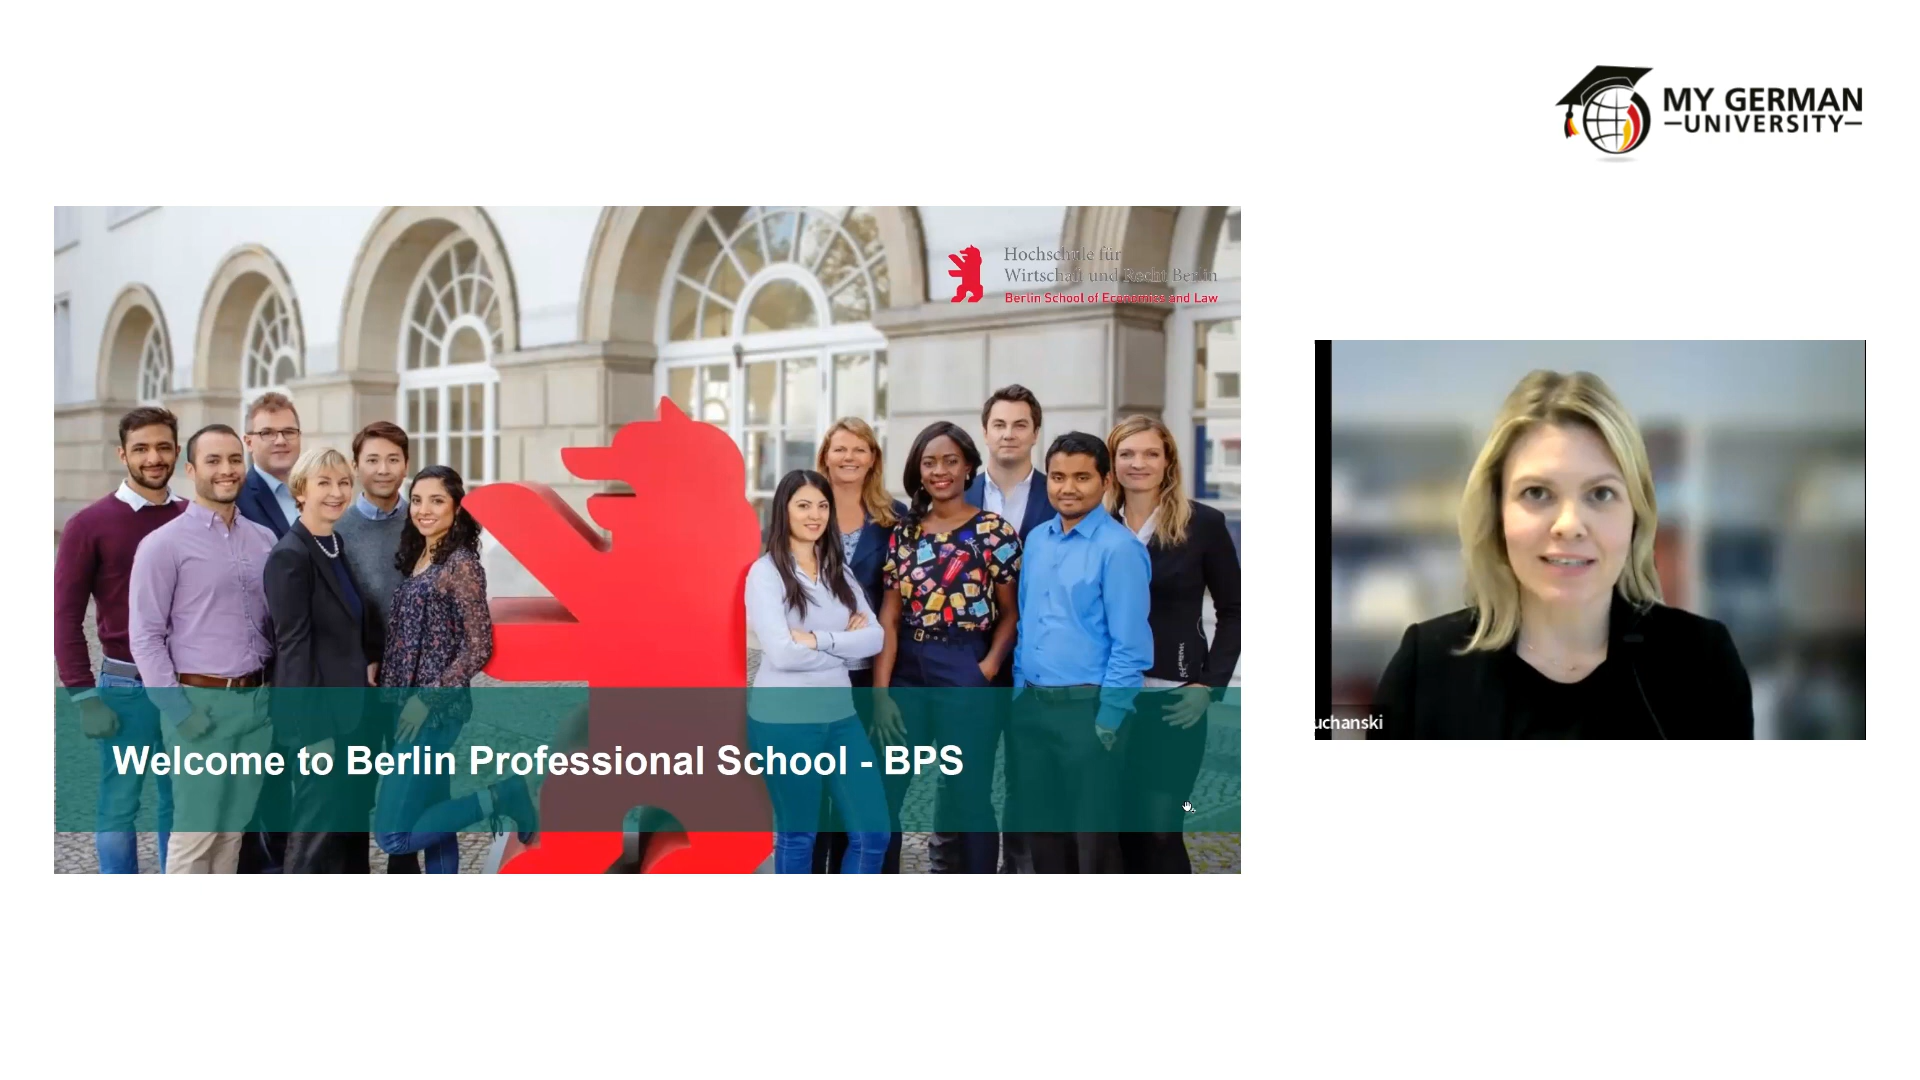 MY GERMAN
UNIVERSITY
Hochschule für
Wirtschaft und Recht Berlin
Berlin School of Economics and Law
uchanski
Welcome to Berlin Professional School - BPS